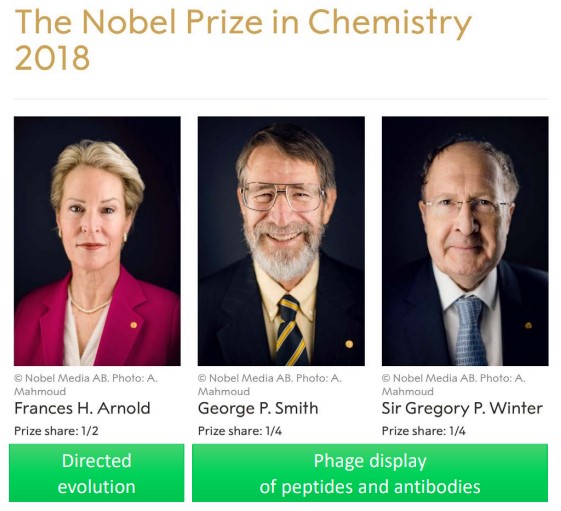 The Nobel Prize in Chemistry
2018
© Nobel Media AB. Photo: A.
Mahmoud
Frances H. Arnold
Prize share: 1/2
© Nobel Media AB. Photo: A.
Mahmoud
George P. Smith
Prize share: 1/4
© Nobel Media AB. Photo: A.
Mahmoud
Sir Gregory P. Winter
Prize share: 1/4
Directed
evolution
Phage display
of peptides and antibodies